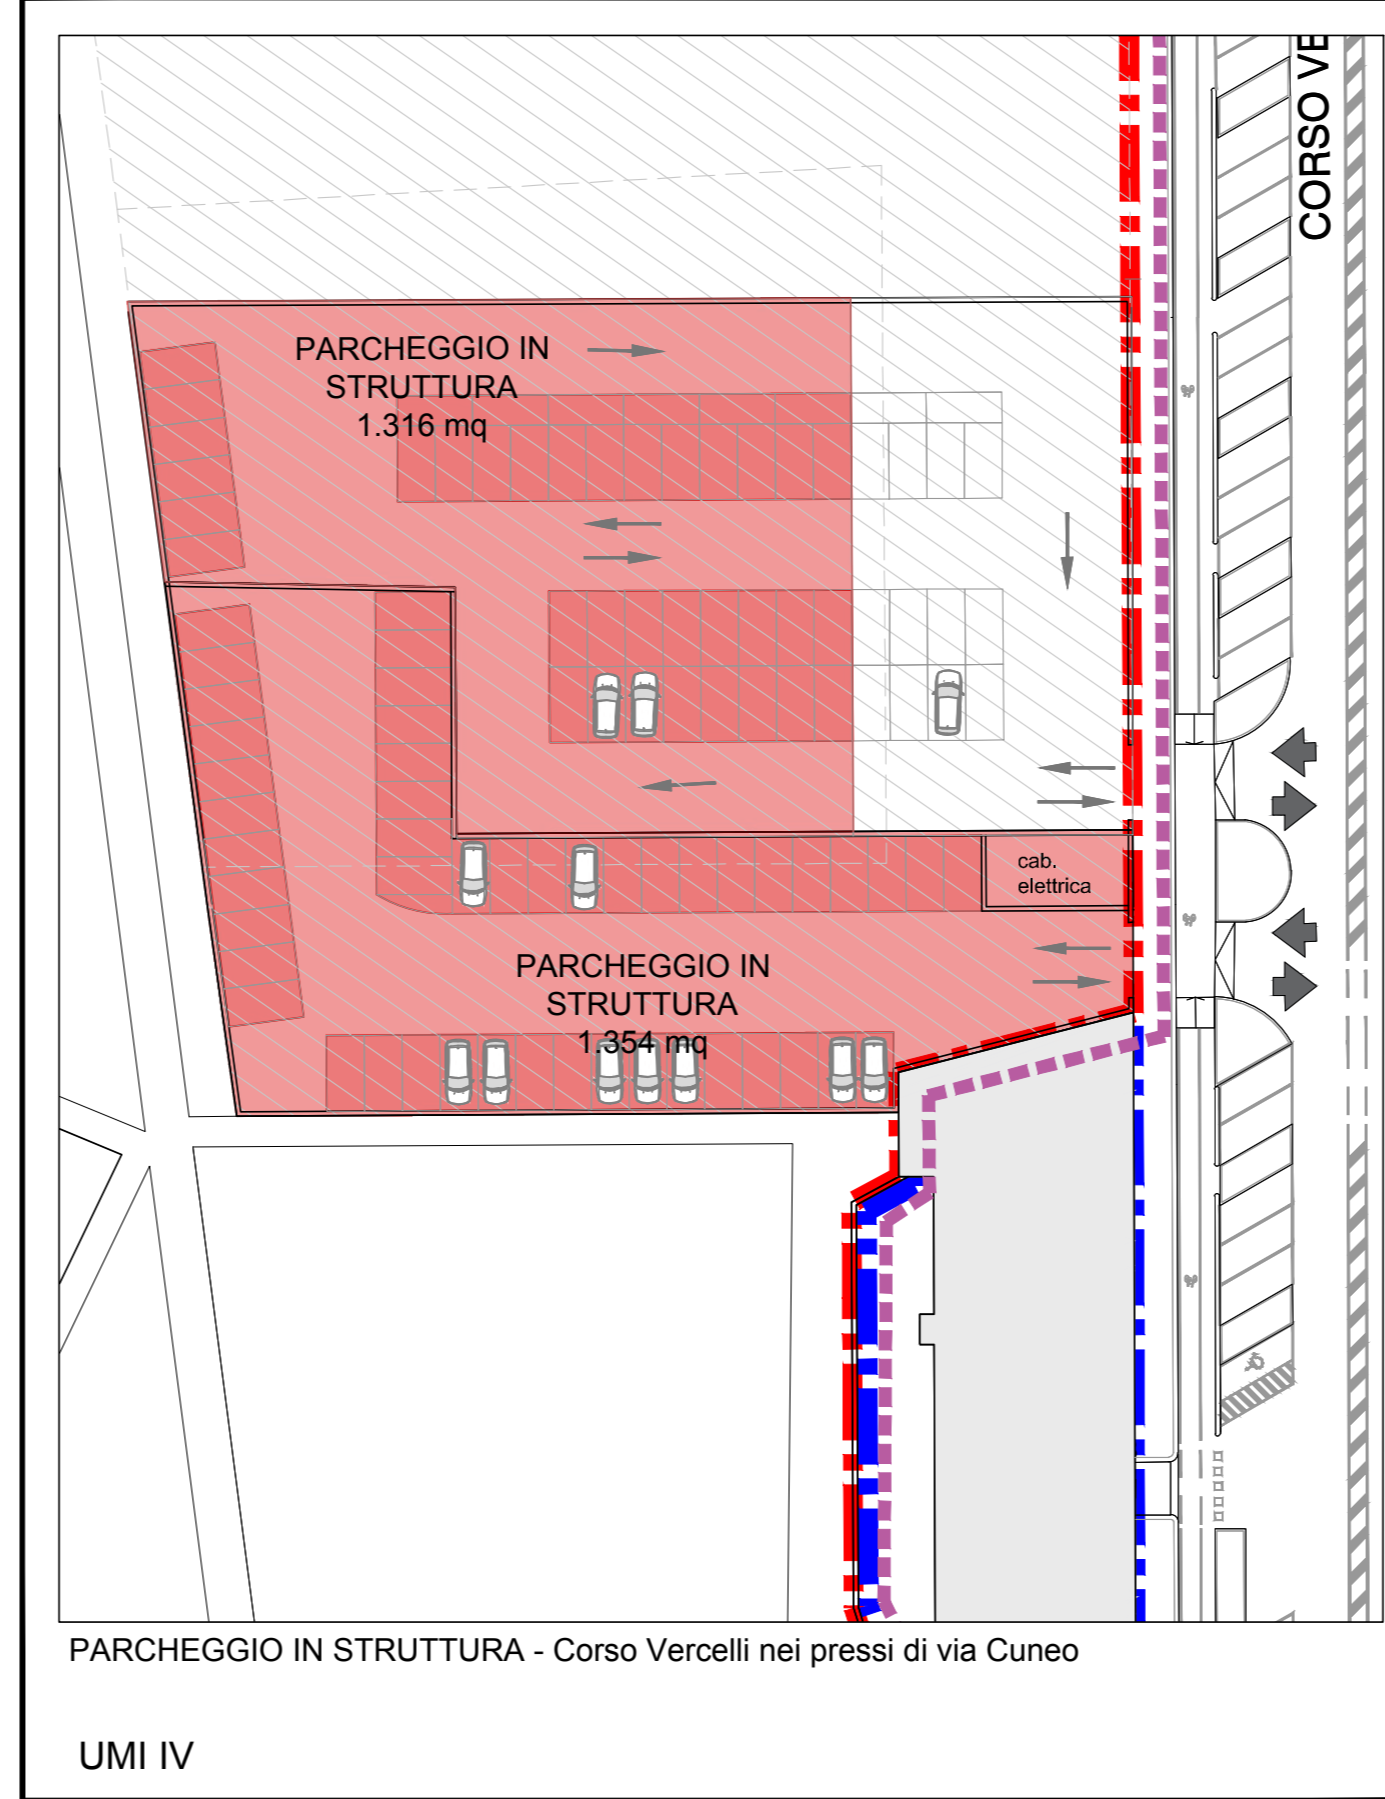 CORSO VE
PARCHEGGIO IN
STRUTTURA
1.316 mq
cab.
elettrica
PARCHEGGIO IN
STRUTTURA
1.354 mq
PARCHEGGIO IN STRUTTURA - Corso Vercelli nei pressi di via Cuneo
UMI IV